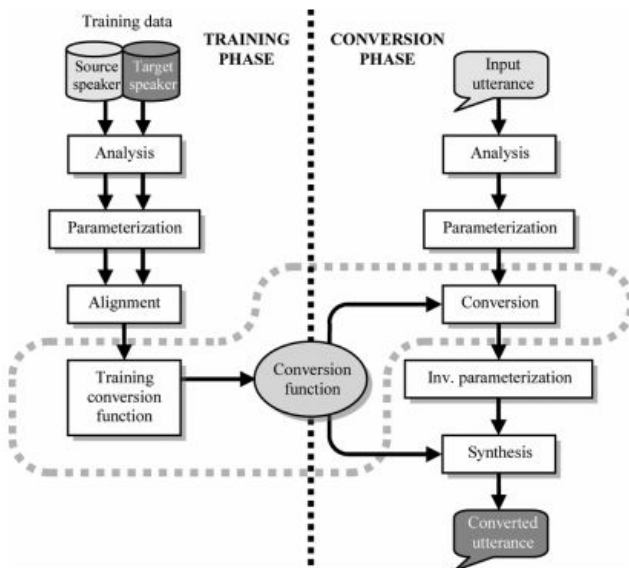 Training data
Source
speaker
Target
speaker
TRAINING
PHASE
Analysis
Parameterization
Alignment
Training
conversion
function
Conversion
function
CONVERSION
PHASE
Input
utterance
Analysis
Parameterization
Conversion
Inv. parameterization
Synthesis
Converted
utterance